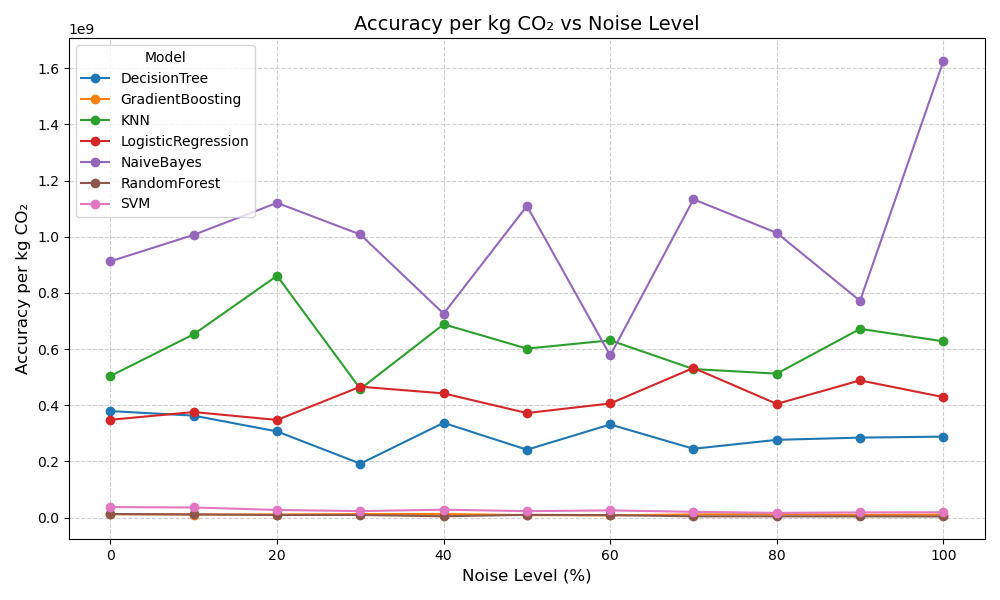 Accuracy per kg CO₂ vs Noise Level
1e9
Model
DecisionTree
GradientBoosting
KNN
LogisticRegression
NaiveBayes
RandomForest
SVM
Accuracy per kg CO₂
1.6
1.4
1.2
1.0
0.8
0.6
0.4
0.2
0.0
0 20 40 60 80 100
Noise Level (%)